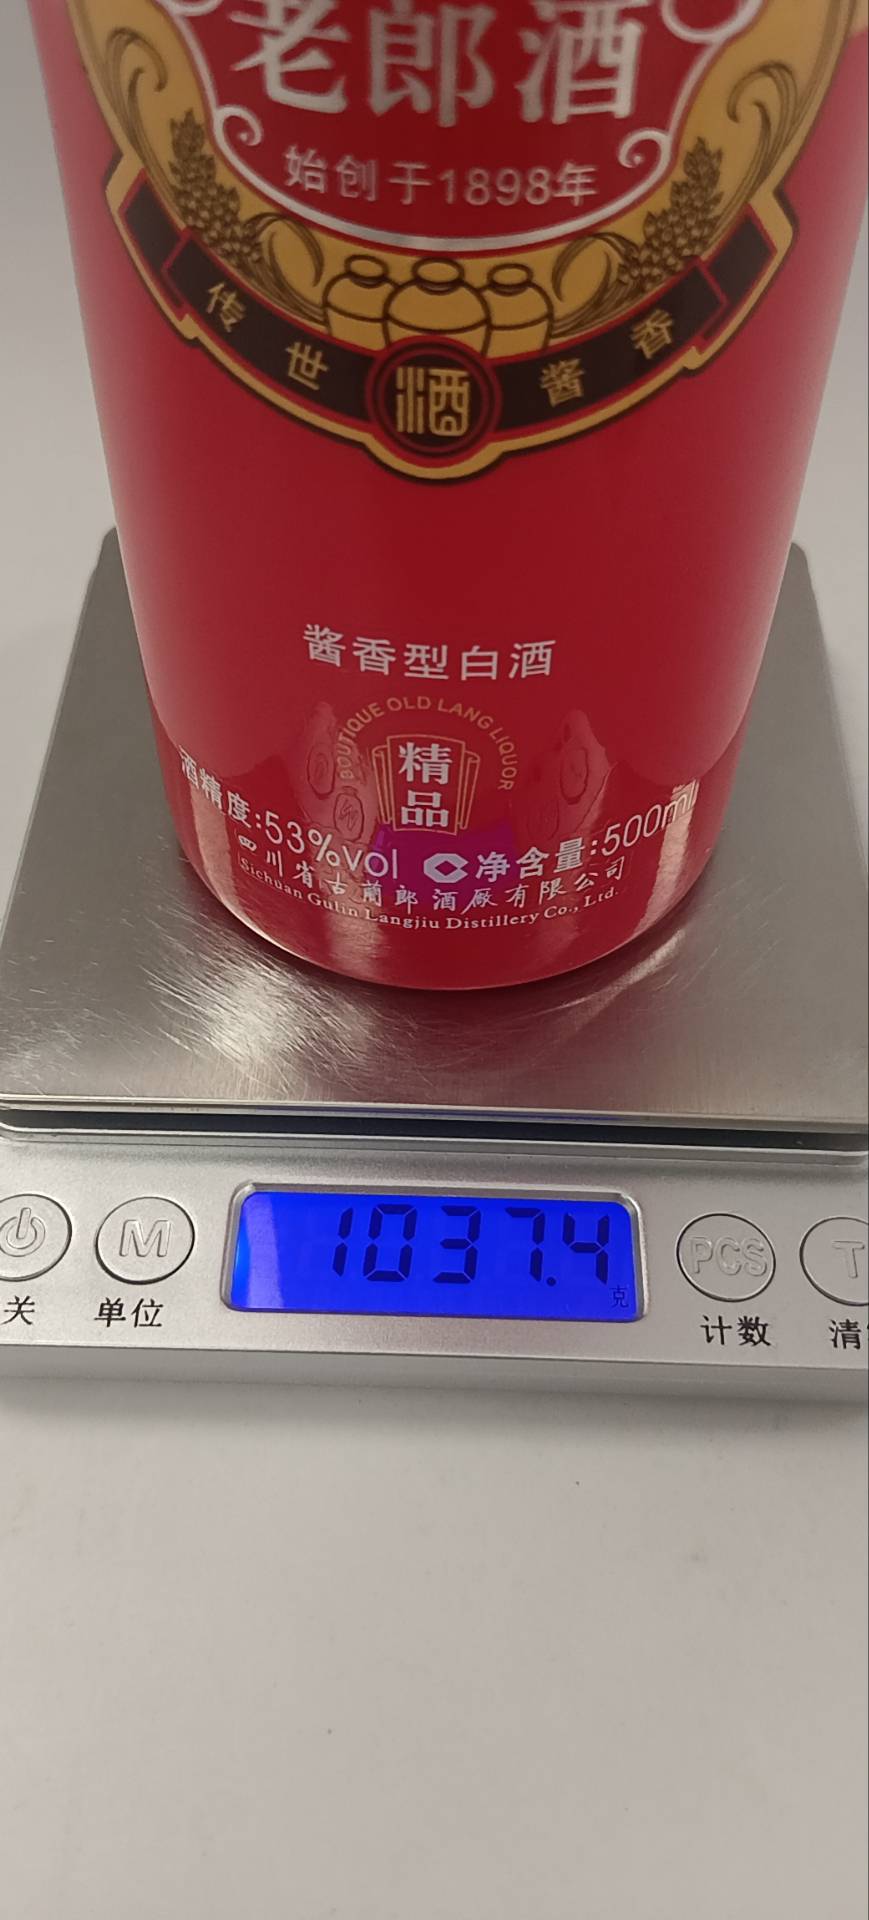 老郎酒
始创于1898年
传世酒酱香
酱香型白酒
BOUTIQUE OLD LANG LIQUOR
精品
酒精度:53%vol
净含量:500ml
四川省古蔺郎酒厂有限公司
Sichuan Gulin Langjiu Distillery Co., Ltd.
1037.4
克
M
PCS
T
关
单位
计数
清